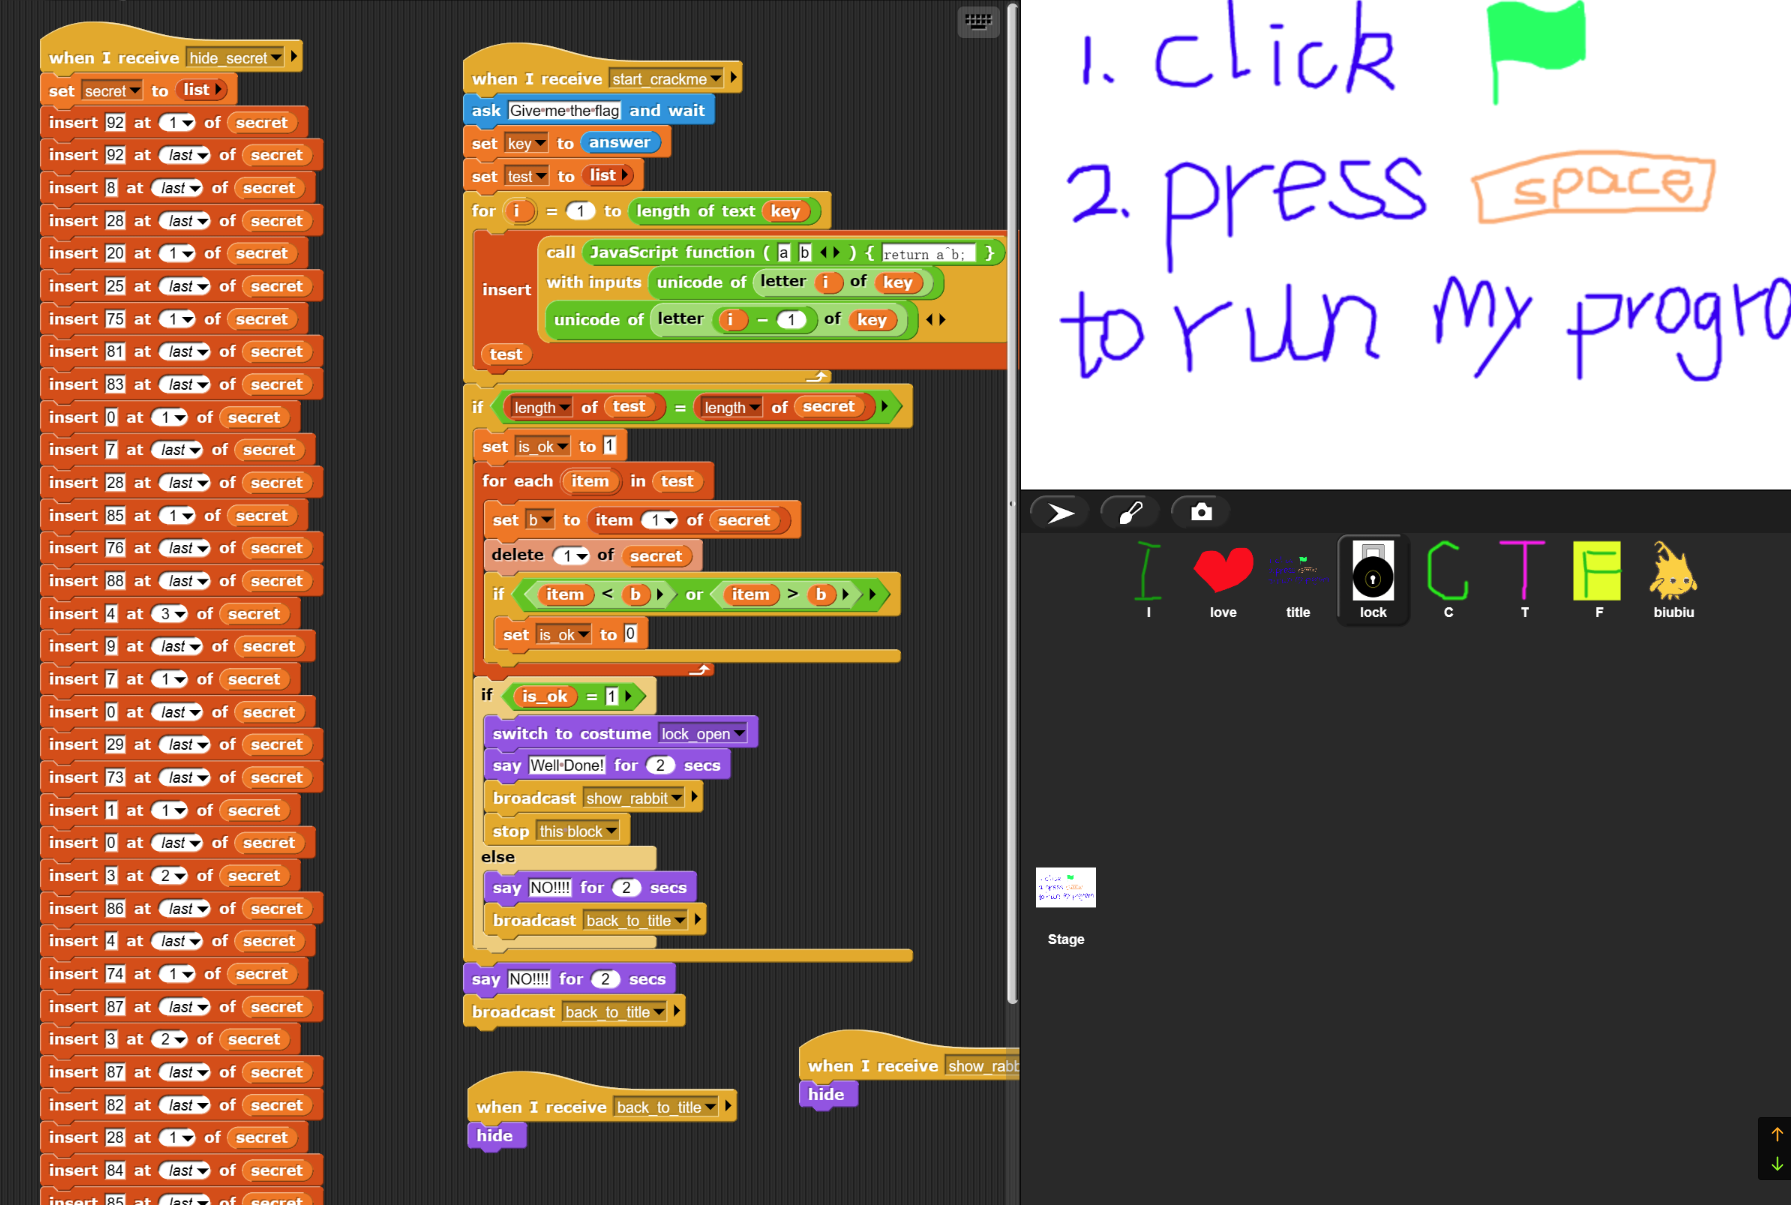 when I receive hide_secret
set secret to list
insert 92 at 1 of secret
insert 92 at last of secret
insert 8 at last of secret
insert 28 at last of secret
insert 20 at 1 of secret
insert 25 at last of secret
insert 75 at 1 of secret
insert 81 at last of secret
insert 83 at last of secret
insert 0 at 1 of secret
insert 7 at last of secret
insert 28 at last of secret
insert 85 at 1 of secret
insert 76 at last of secret
insert 88 at last of secret
insert 4 at 3 of secret
insert 9 at last of secret
insert 7 at 1 of secret
insert 0 at last of secret
insert 29 at last of secret
insert 73 at last of secret
insert 1 at 1 of secret
insert 0 at last of secret
insert 3 at 2 of secret
insert 86 at last of secret
insert 4 at last of secret
insert 74 at 1 of secret
insert 87 at last of secret
insert 3 at 2 of secret
insert 87 at last of secret
insert 82 at last of secret
insert 28 at 1 of secret
insert 84 at last of secret
insert 85 at last of secret
when I receive start_crackme
ask Give•me•the•flag and wait
set key to answer
set test to list
for i = 1 to length of text key
call JavaScript function ( a b ) { return a^b; }
insert
with inputs unicode of letter i of key
unicode of letter i − 1 of key
test
if length of test = length of secret
set is_ok to 1
for each item in test
set b to item 1 of secret
delete 1 of secret
if item < b or item > b
set is_ok to 0
if is_ok = 1
switch to costume lock_open
say Well•Done! for 2 secs
broadcast show_rabbit
stop this block
else
say NO!!!! for 2 secs
broadcast back_to_title
say NO!!!! for 2 secs
broadcast back_to_title
when I receive show_rabb
hide
when I receive back_to_title
hide
1. click
2. press space
to run my progra
I love title lock C T F biubiu
Stage